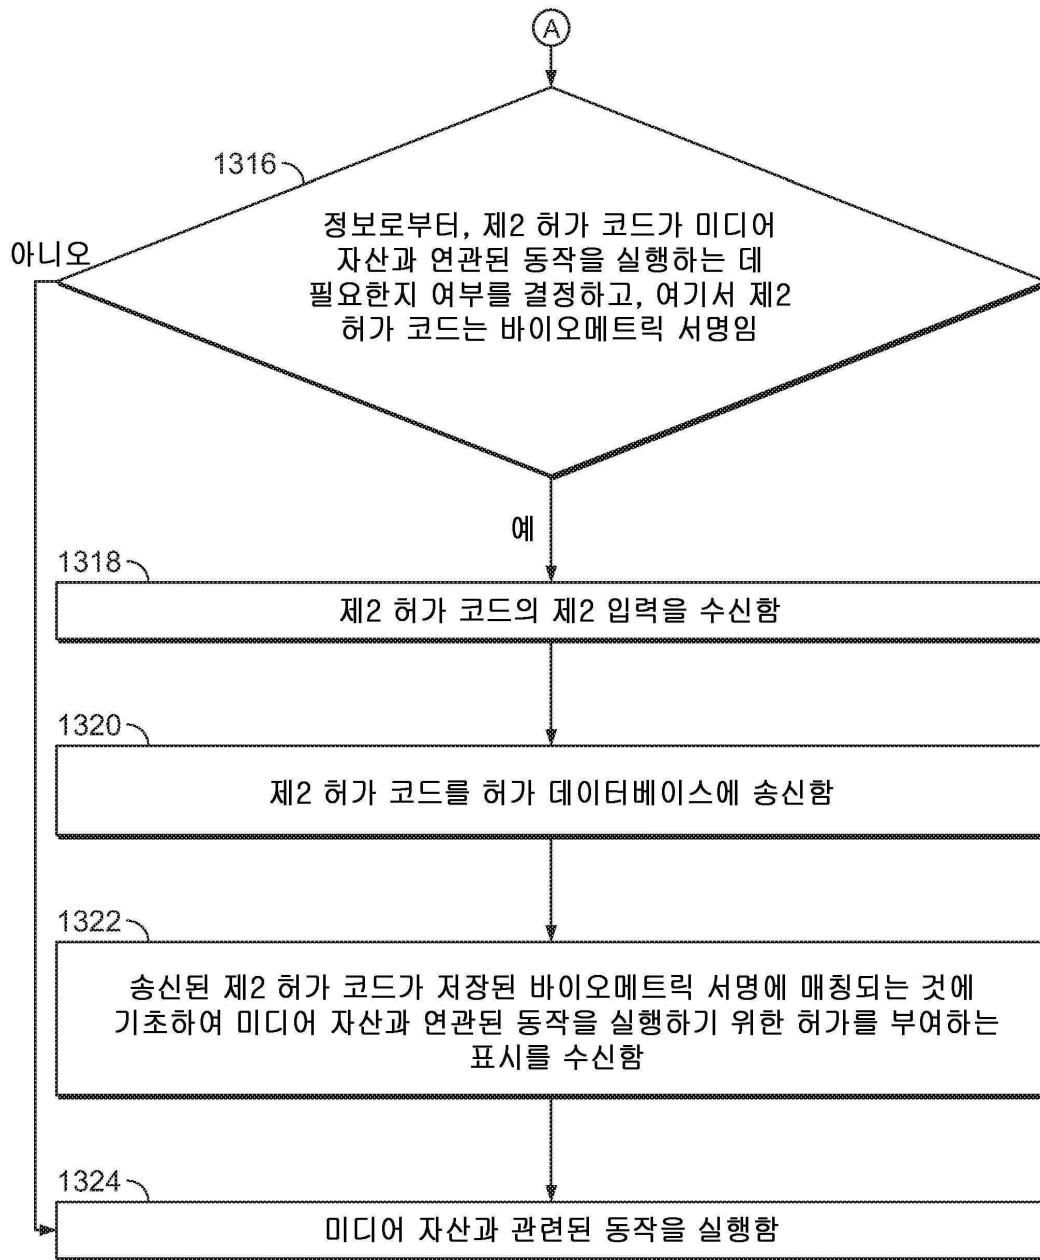 A
1316
정보로부터, 제2 허가 코드가 미디어
자산과 연관된 동작을 실행하는 데
필요한지 여부를 결정하고, 여기서 제2
허가 코드는 바이오메트릭 서명임
아니오
예
1318
제2 허가 코드의 제2 입력을 수신함
1320
제2 허가 코드를 허가 데이터베이스에 송신함
1322
송신된 제2 허가 코드가 저장된 바이오메트릭 서명에 매칭되는 것에
기초하여 미디어 자산과 연관된 동작을 실행하기 위한 허가를 부여하는
표시를 수신함
1324
미디어 자산과 관련된 동작을 실행함